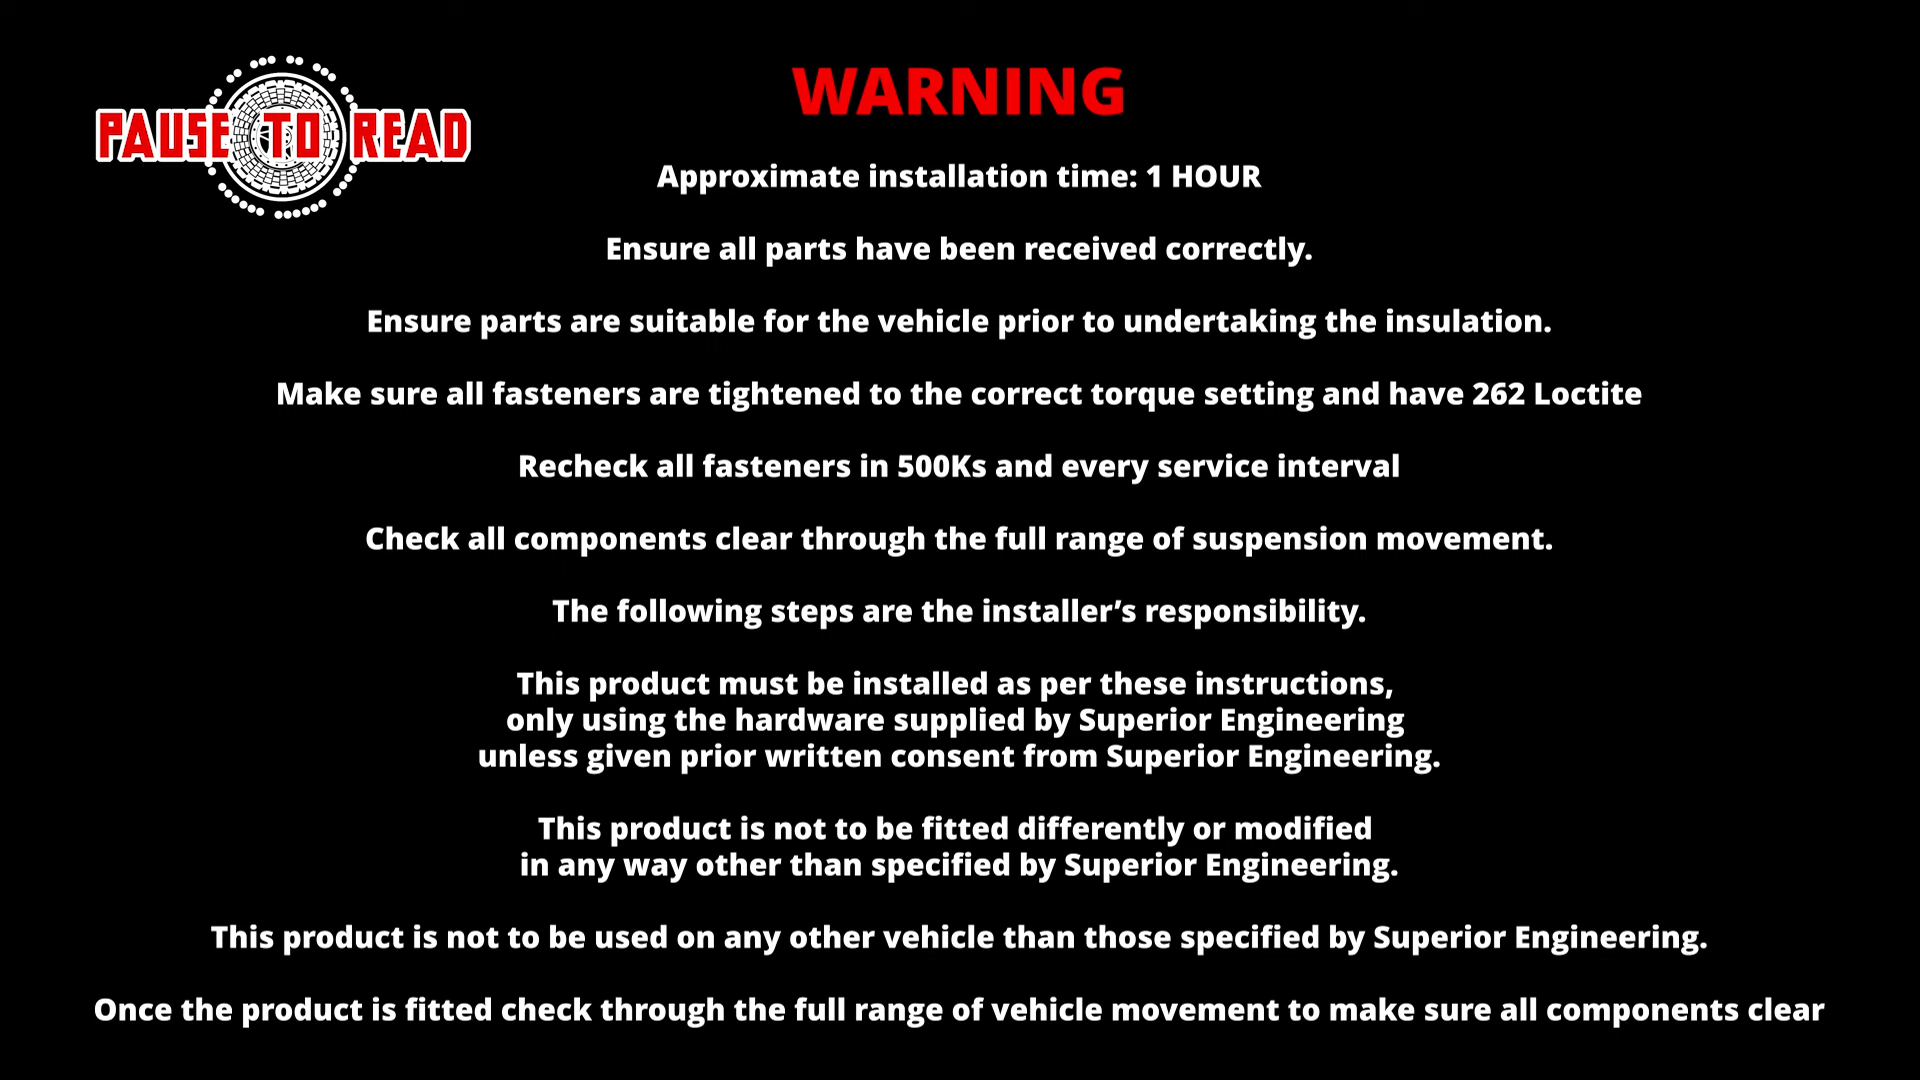 PAUSE TO READ
WARNING
Approximate installation time: 1 HOUR
Ensure all parts have been received correctly.
Ensure parts are suitable for the vehicle prior to undertaking the insulation.
Make sure all fasteners are tightened to the correct torque setting and have 262 Loctite
Recheck all fasteners in 500Ks and every service interval
Check all components clear through the full range of suspension movement.
The following steps are the installer’s responsibility.
This product must be installed as per these instructions,
only using the hardware supplied by Superior Engineering
unless given prior written consent from Superior Engineering.
This product is not to be fitted differently or modified
in any way other than specified by Superior Engineering.
This product is not to be used on any other vehicle than those specified by Superior Engineering.
Once the product is fitted check through the full range of vehicle movement to make sure all components clear